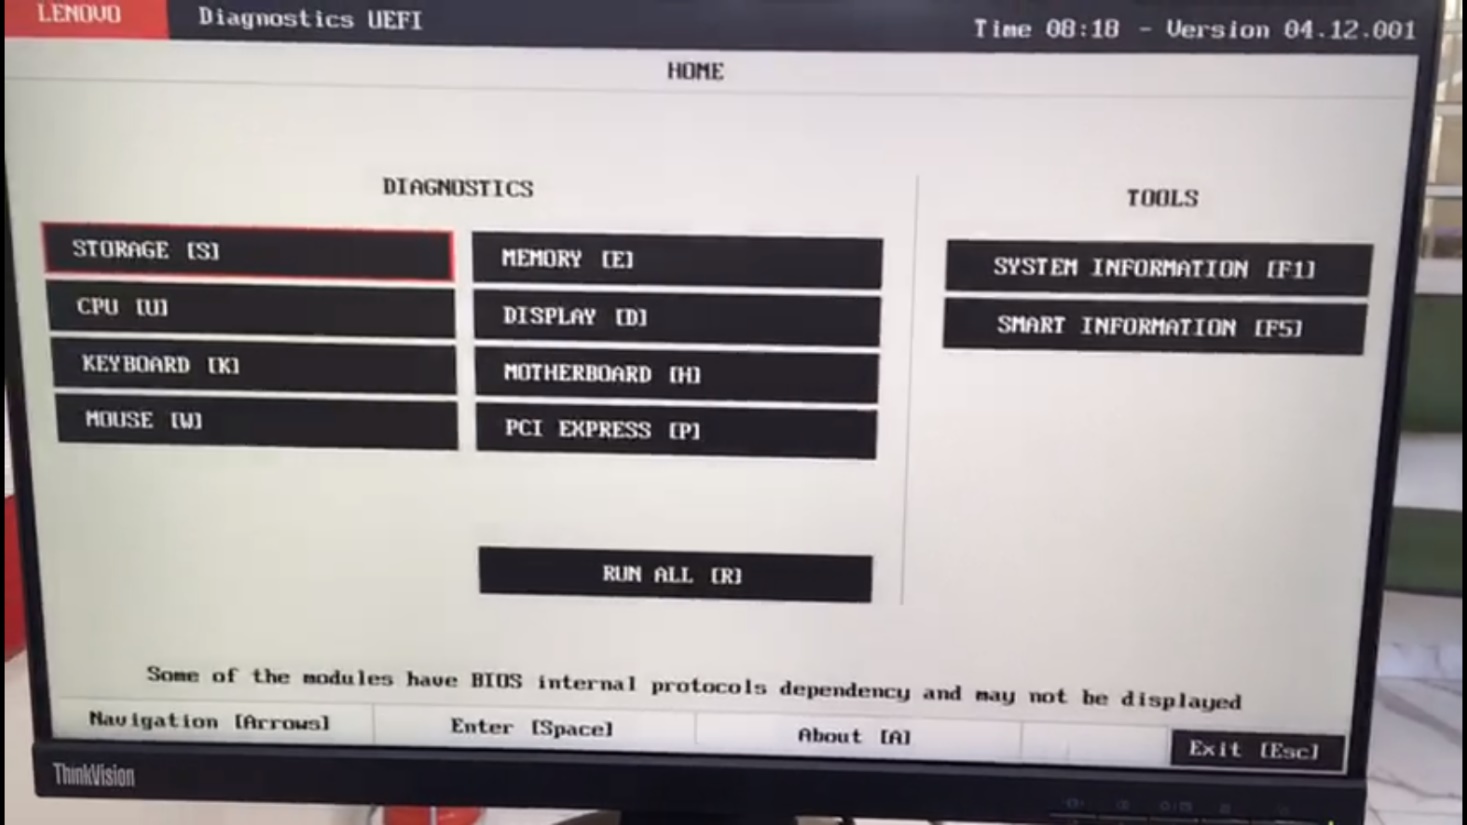 LENOVO Diagnostics UEFI Time 08:18 - Version 04.12.001
HOME
DIAGNOSTICS
TOOLS
STORAGE [S]
MEMORY [E]
SYSTEM INFORMATION [F1]
CPU [U]
DISPLAY [D]
SMART INFORMATION [F5]
KEYBOARD [K]
MOTHERBOARD [H]
MOUSE [W]
PCI EXPRESS [P]
RUN ALL [R]
Some of the modules have BIOS internal protocols dependency and may not be displayed
Navigation [Arrows] Enter [Space] About [A] Exit [Esc]
ThinkVision